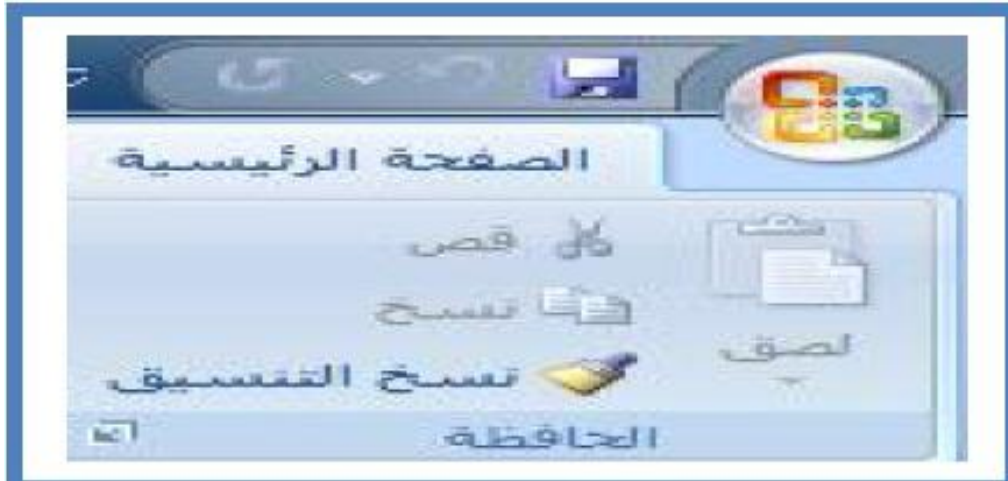 الصفحة الرئيسية
لصق
قص
نسخ
نسخ التنسيق
الحافظة